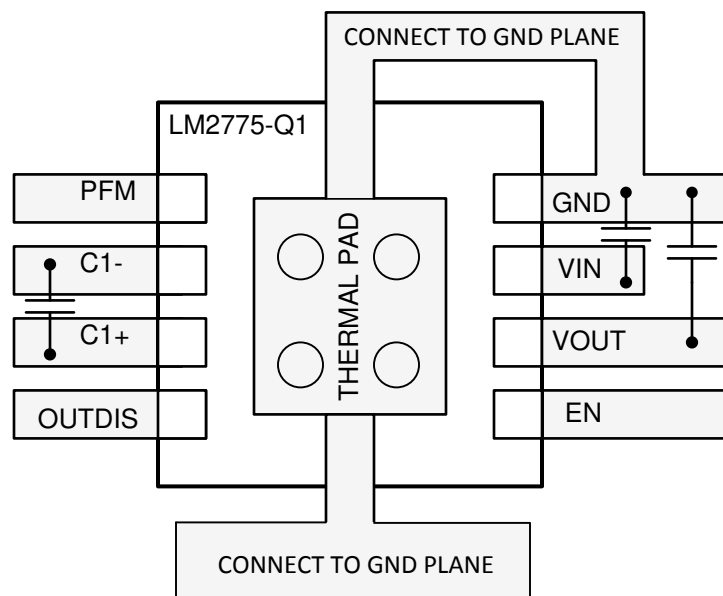 CONNECT TO GND PLANE
LM2775-Q1
PFM
C1-
C1+
OUTDIS
THERMAL PAD
GND
VIN
VOUT
EN
CONNECT TO GND PLANE